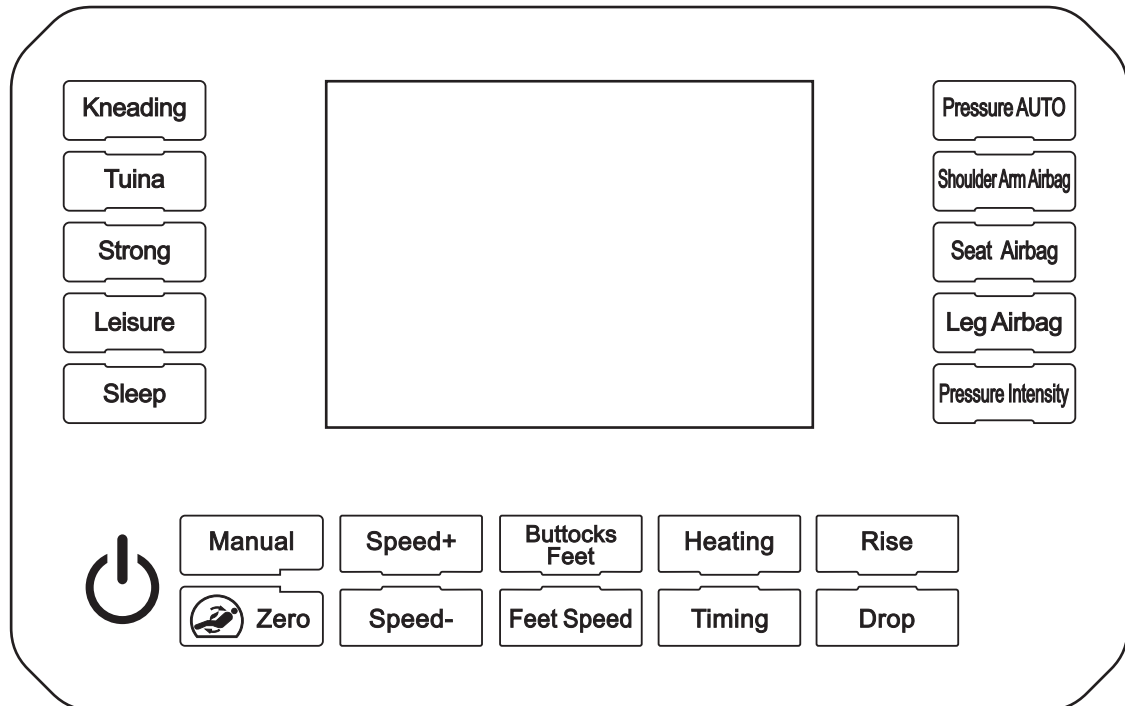 Kneading
Tuina
Strong
Leisure
Sleep
Pressure AUTO
Shoulder Arm Airbag
Seat Airbag
Leg Airbag
Pressure Intensity
Manual
Speed+
Buttocks
Feet
Heating
Rise
Zero
Speed-
Feet Speed
Timing
Drop